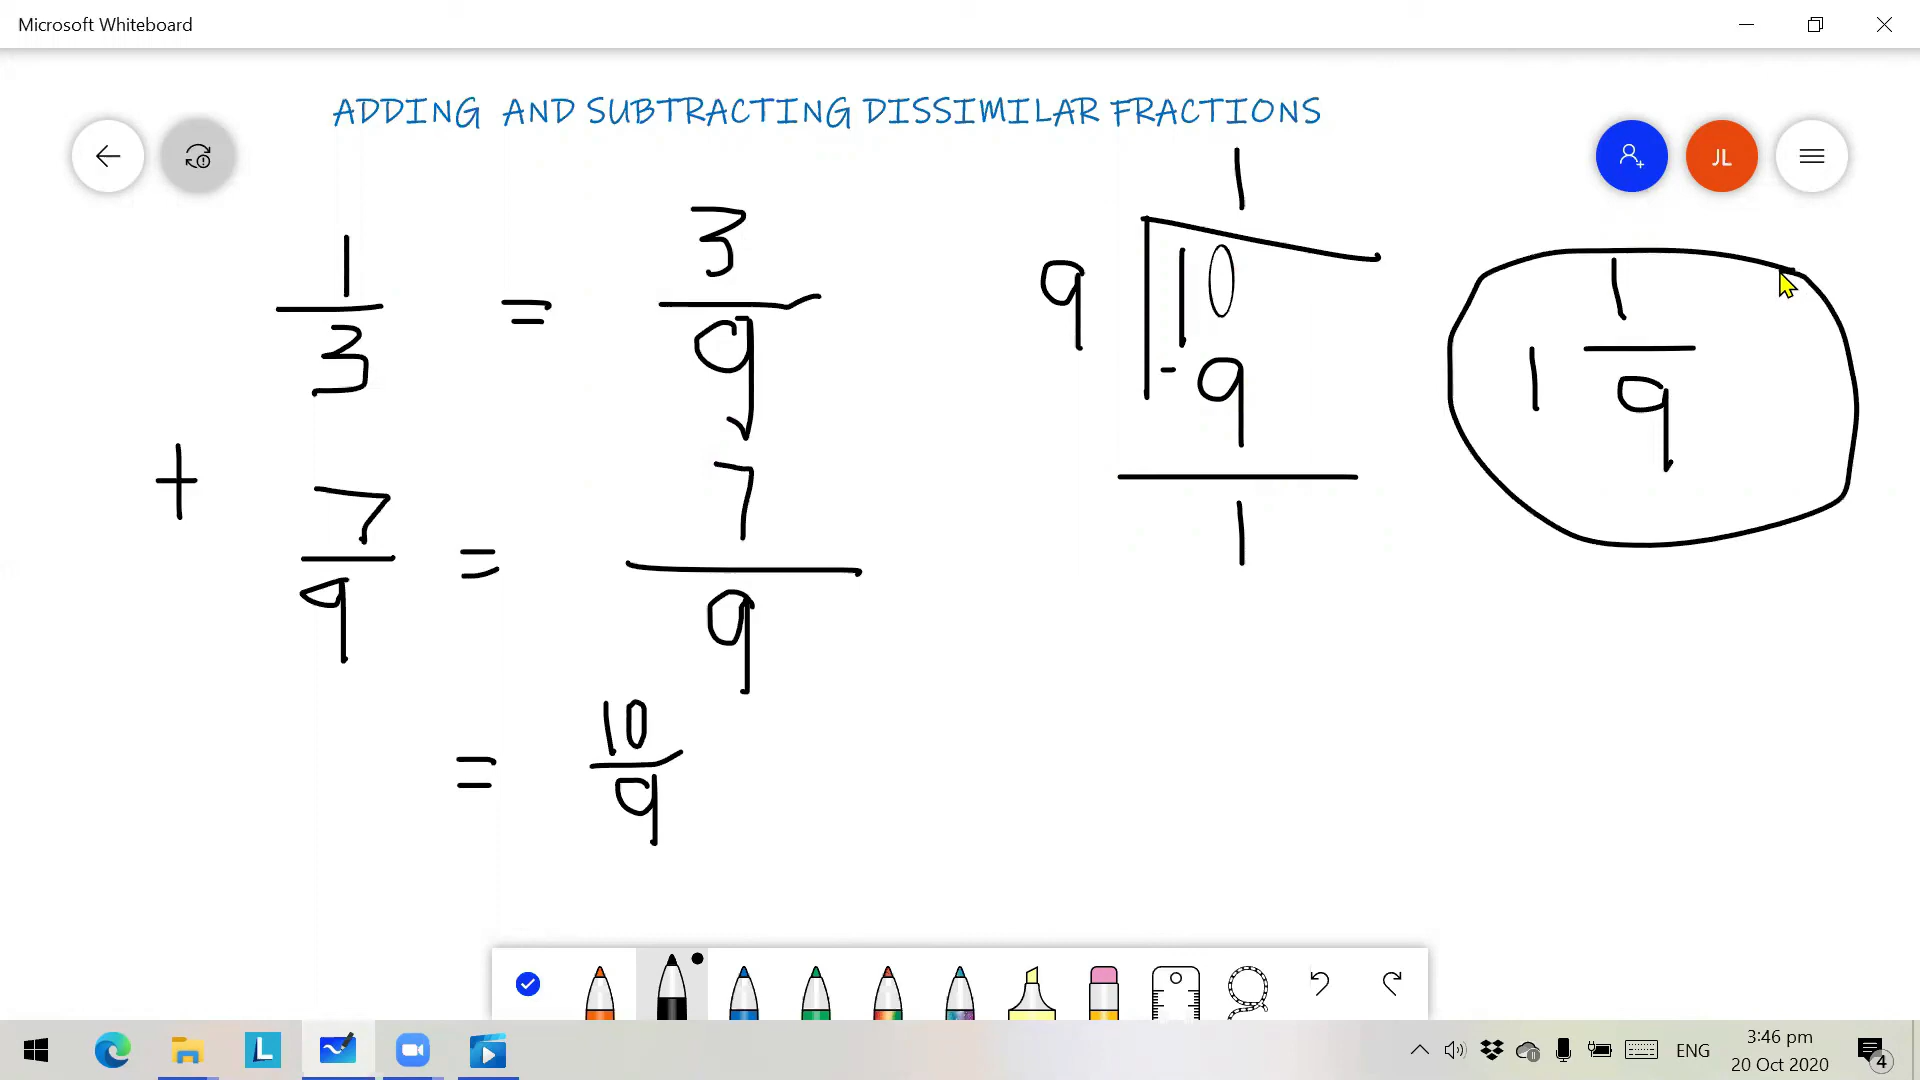 Microsoft Whiteboard
ADDING AND SUBTRACTING DISSIMILAR FRACTIONS
JL
1/3 = 3/9
+ 7/9 = 7/9
= 10/9
1
9 10
- 9
1
1 1/9
L
ENG
3:46 pm
20 Oct 2020
4